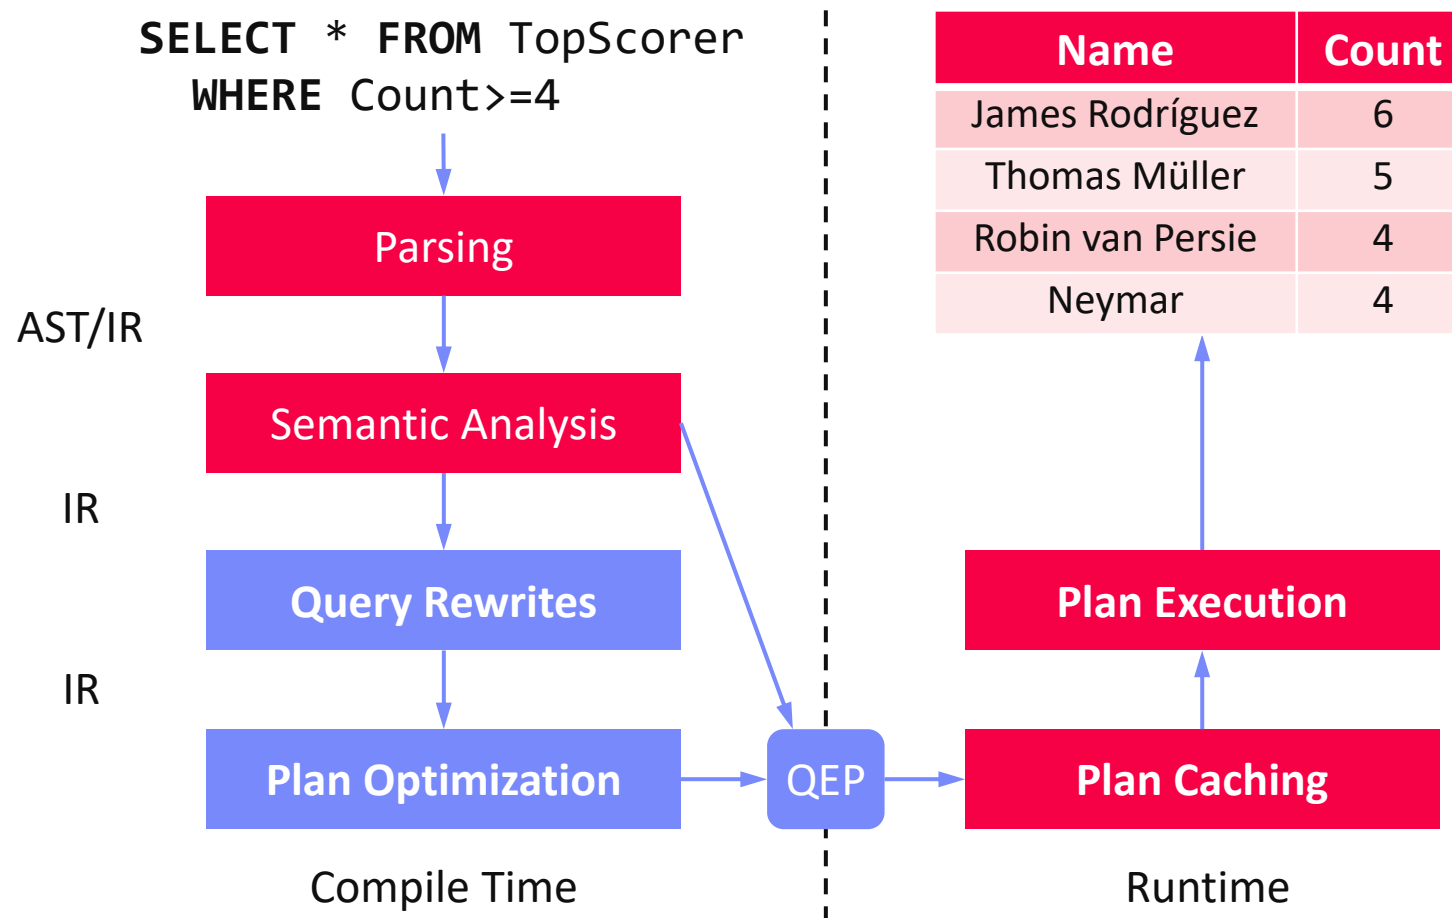 SELECT * FROM TopScorer
WHERE Count>=4
Parsing
AST/IR
Semantic Analysis
IR
Query Rewrites
IR
Plan Optimization
Compile Time
QEP
Name Count
James Rodríguez 6
Thomas Müller 5
Robin van Persie 4
Neymar 4
Plan Execution
Plan Caching
Runtime